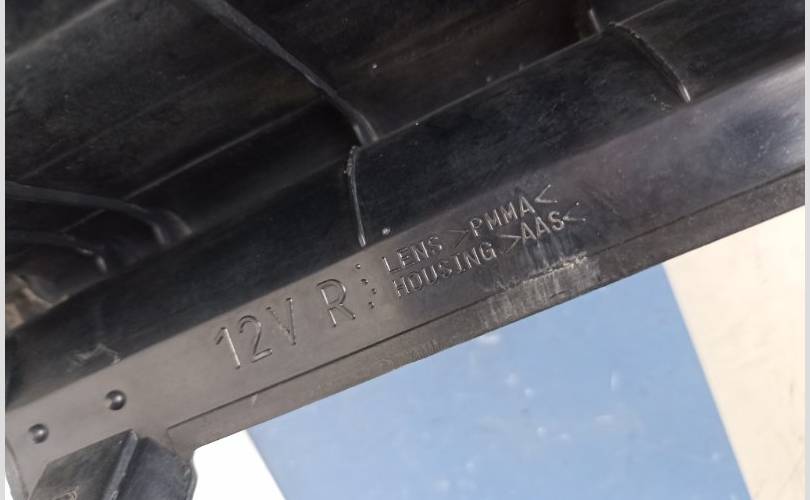 12V R
LENS >PMMA<
HOUSING >AAS<